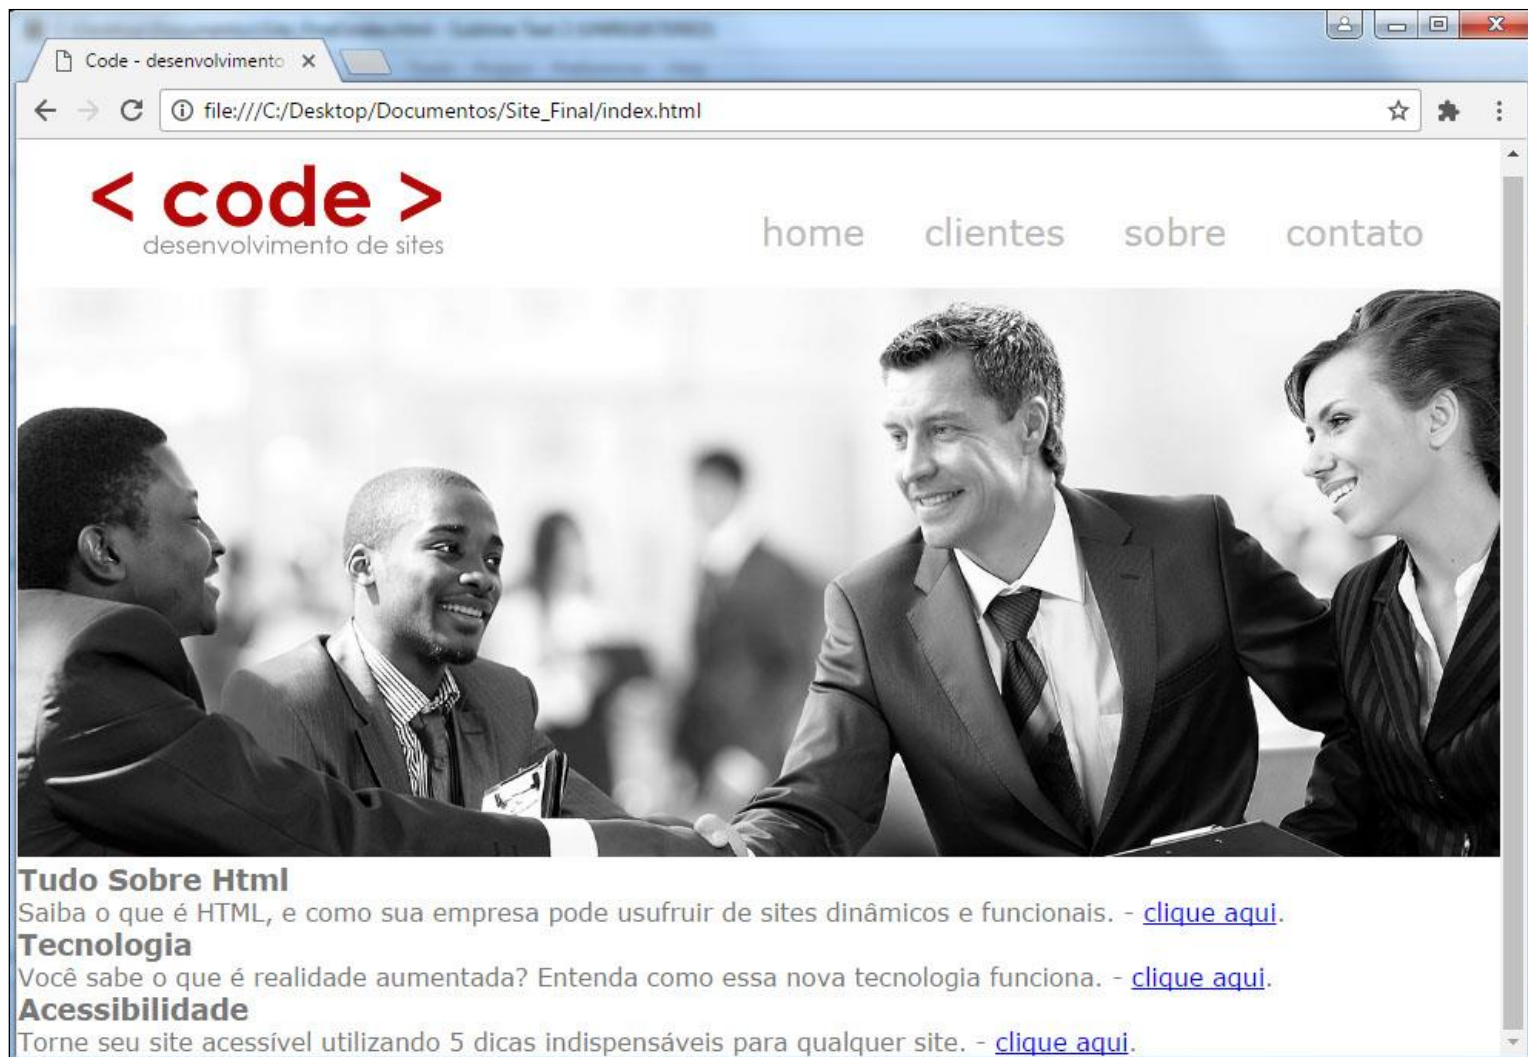 Code - desenvolvimento
file:///C:/Desktop/Documentos/Site_Final/index.html
< code >
desenvolvimento de sites
home clientes sobre contato
Tudo Sobre Html
Saiba o que é HTML, e como sua empresa pode usufruir de sites dinâmicos e funcionais. - clique aqui.
Tecnologia
Você sabe o que é realidade aumentada? Entenda como essa nova tecnologia funciona. - clique aqui.
Acessibilidade
Torne seu site acessível utilizando 5 dicas indispensáveis para qualquer site. - clique aqui.